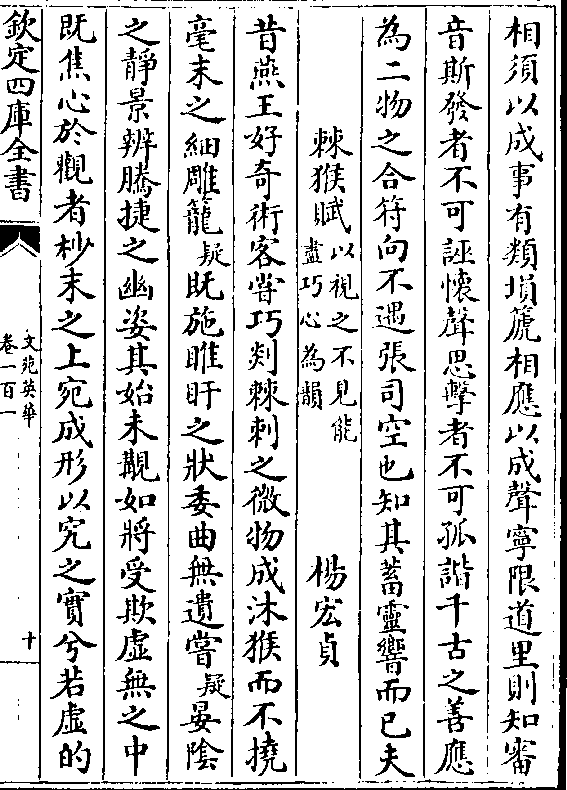 相須以成事有類塤篪相應以成聲寧限道里則知審
音斯發者不可誣懷聲思擊者不可孤諧千古之善應
為二物之合符向不遇張司空也知其蓄靈響而已夫
棘猴賦以視之不見能盡巧心為韻 楊宏貞
昔燕王好奇術客甞巧剡棘刺之微物成沐猴而不撓
毫末之細雕籠疑既施睢盱之狀委曲無遺嘗疑晏陰
之靜景辨騰捷之幽姿其始未覩如將受欺虛無之中
既焦心於觀者杪末之上宛成形以究之實兮若虛的
欽定四庫全書
文苑英華
卷一百一
十